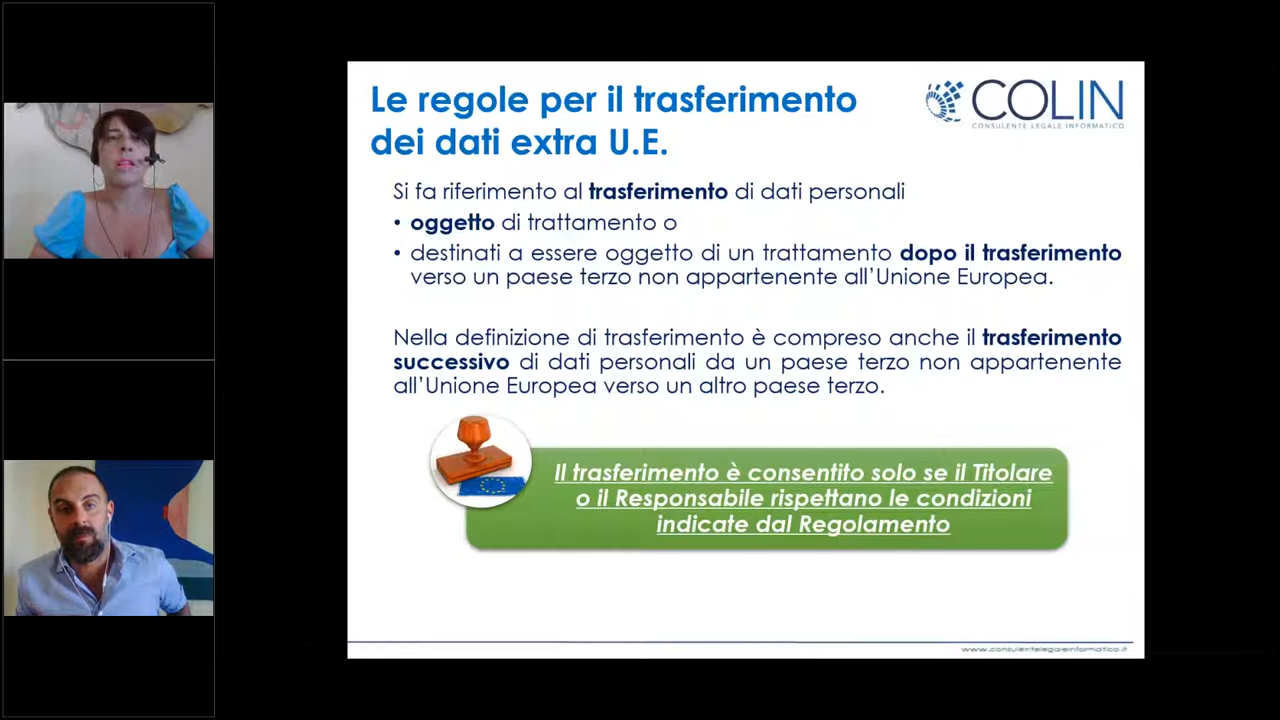 Le regole per il trasferimento
dei dati extra U.E.
COLIN
CONSULENTE LEGALE INFORMATICO
Si fa riferimento al trasferimento di dati personali
• oggetto di trattamento o
• destinati a essere oggetto di un trattamento dopo il trasferimento
verso un paese terzo non appartenente all’Unione Europea.
Nella definizione di trasferimento è compreso anche il trasferimento
successivo di dati personali da un paese terzo non appartenente
all’Unione Europea verso un altro paese terzo.
Il trasferimento è consentito solo se il Titolare
o il Responsabile rispettano le condizioni
indicate dal Regolamento
www.consulentelegaleinformatico.it